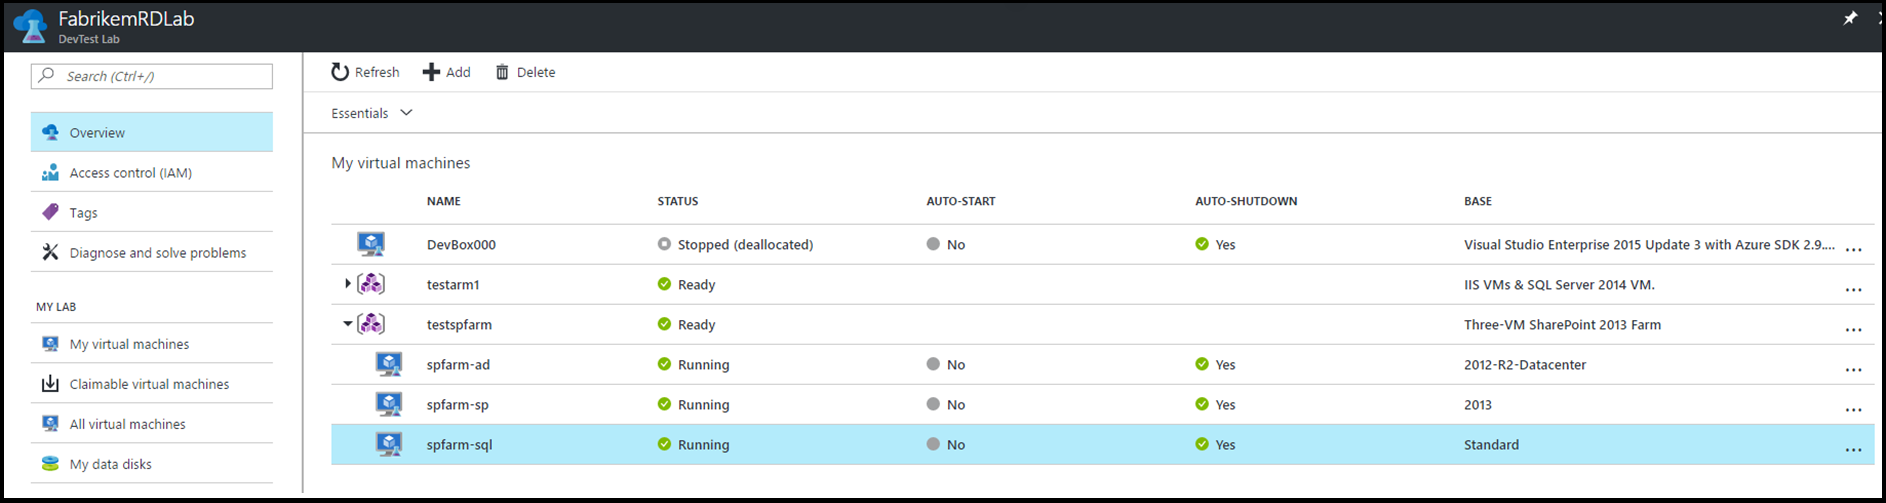 FabrikemRDLab
DevTest Lab
Search (Ctrl+/)
Overview
Access control (IAM)
Tags
Diagnose and solve problems
MY LAB
My virtual machines
Claimable virtual machines
All virtual machines
My data disks
Refresh Add Delete
Essentials
My virtual machines
NAME STATUS AUTO-START AUTO-SHUTDOWN BASE
DevBox000 Stopped (deallocated) No Yes Visual Studio Enterprise 2015 Update 3 with Azure SDK 2.9.... ...
testarm1 Ready IIS VMs & SQL Server 2014 VM. ...
testspfarm Ready Three-VM SharePoint 2013 Farm ...
spfarm-ad Running No Yes 2012-R2-Datacenter ...
spfarm-sp Running No Yes 2013 ...
spfarm-sql Running No Yes Standard ...